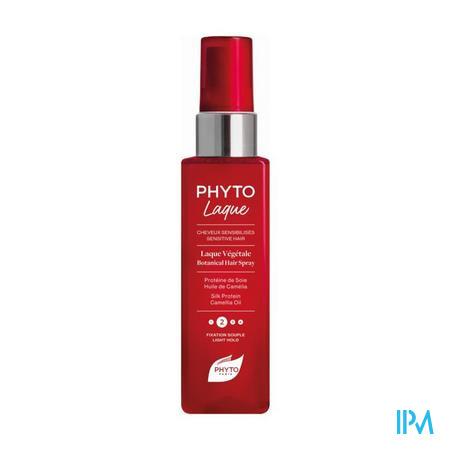 PHYTO
Laque
CHEVEUX SENSIBILISÉS
SENSITIVE HAIR
Laque Végétale
Botanical Hair Spray
Protéine de Soie
Huile de Camélia
Silk Protein
Camellia Oil
2
FIXATION SOUPLE
LIGHT HOLD
PHYTO
PARIS
IPM